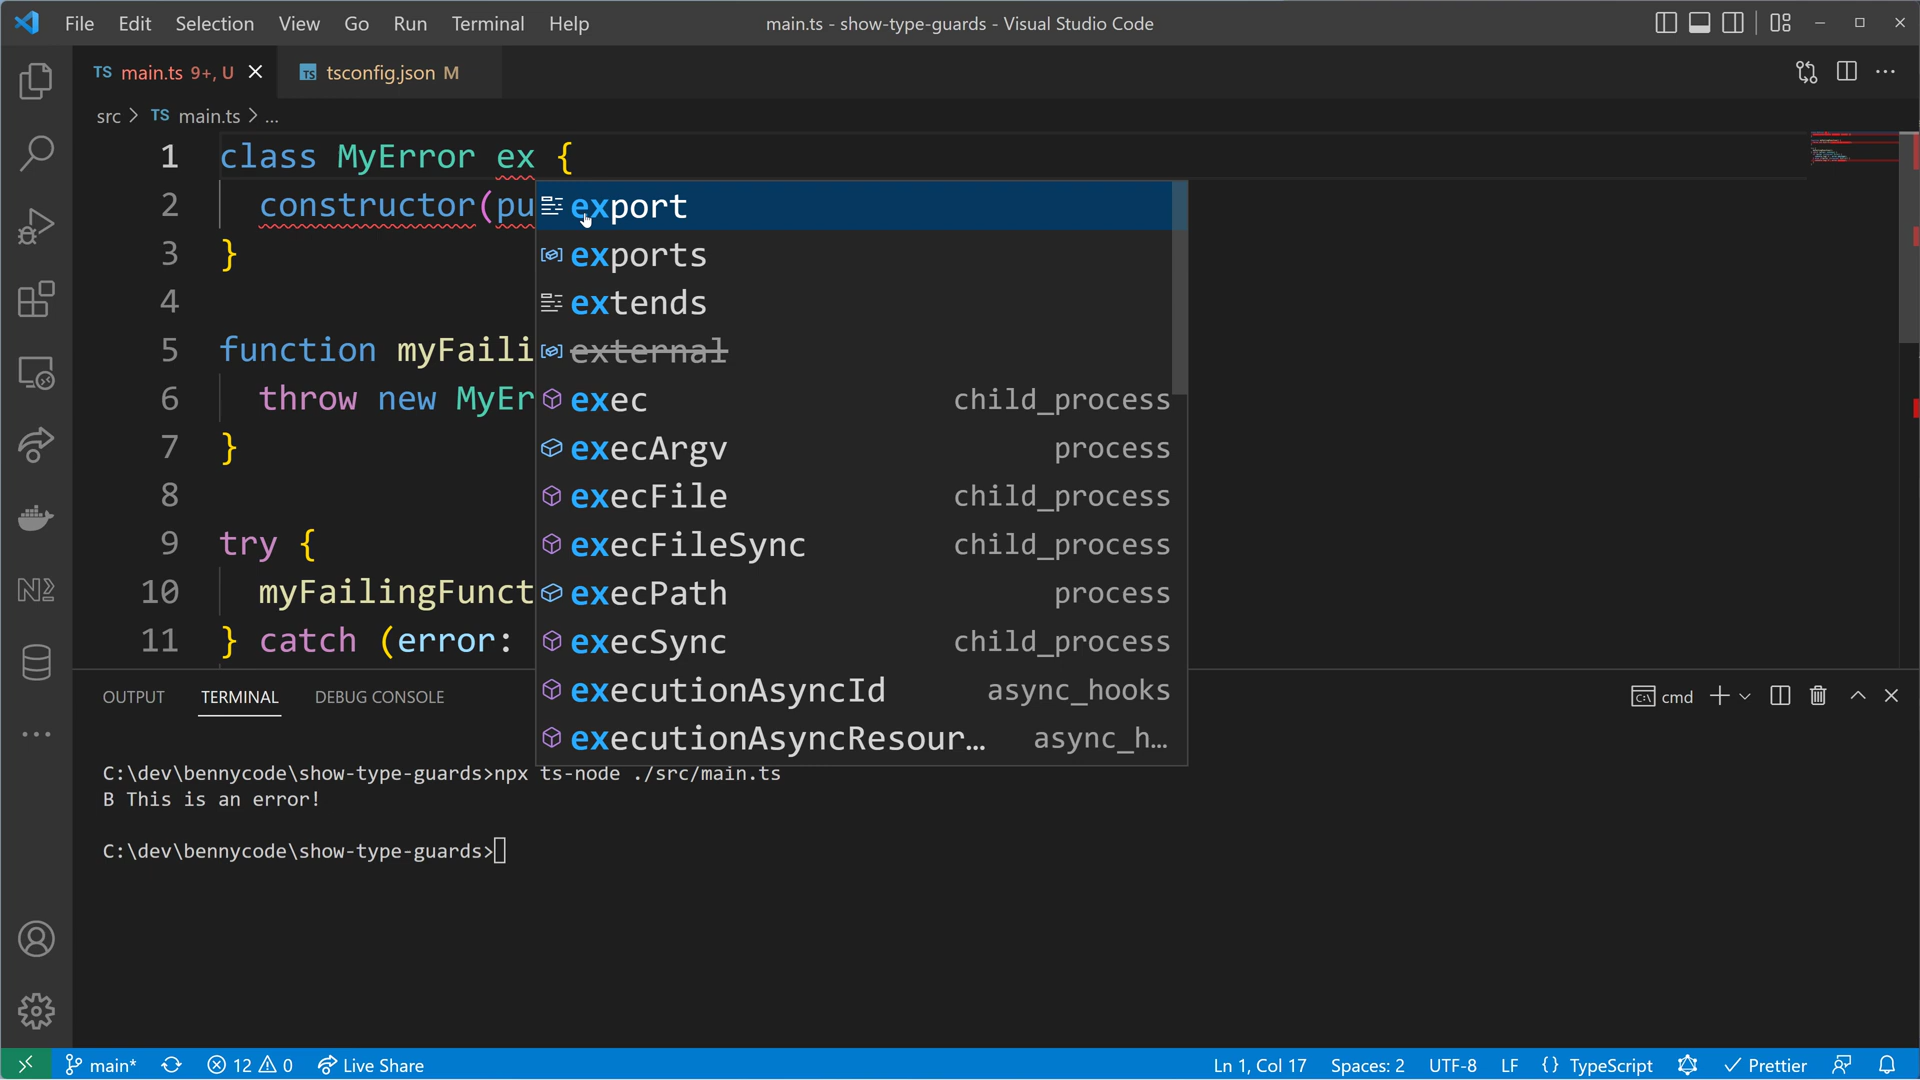 File Edit Selection View Go Run Terminal Help main.ts - show-type-guards - Visual Studio Code
TS main.ts 9+, U TS tsconfig.json M
src > TS main.ts > ...
1 class MyError ex {
2 constructor(pu
3 }
4
5 function myFaili
6 throw new MyEr
7 }
8
9 try {
10 myFailingFunct
11 } catch (error:
export
exports
extends
external
exec child_process
execArgv process
execFile child_process
execFileSync child_process
execPath process
execSync child_process
executionAsyncId async_hooks
executionAsyncResour... async_h...
OUTPUT TERMINAL DEBUG CONSOLE cmd
C:\dev\bennycode\show-type-guards>npx ts-node ./src/main.ts
B This is an error!
C:\dev\bennycode\show-type-guards>
main* 12 0 Live Share Ln 1, Col 17 Spaces: 2 UTF-8 LF {} TypeScript Prettier